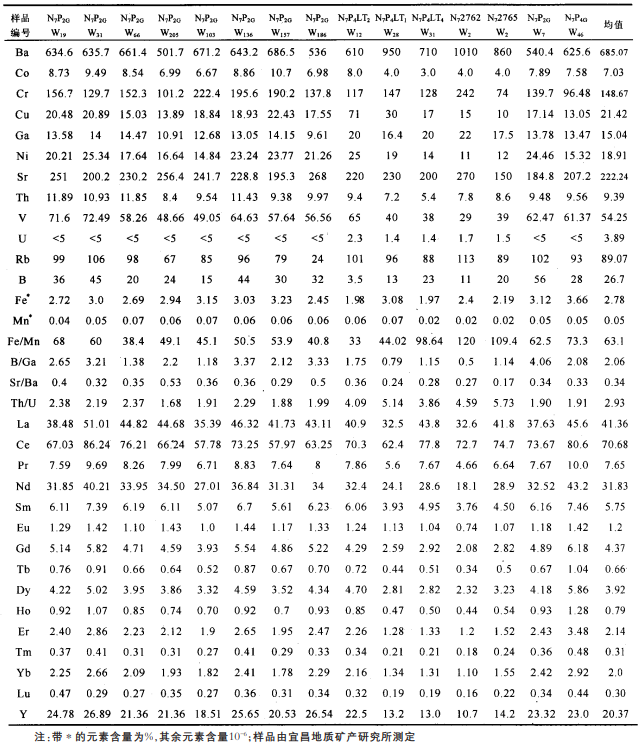 样品 N₇P₂G N₇P₂G N₇P₂G N₇P₂G N₇P₂G N₇P₂G N₇P₂G N₇P₂G N₇P₄LT₂ N₇P₄LT₁ N₇P₄LT₄ N₇2762 N₇2765 N₇P₂G N₇P₄G 均值
编号 W₁₉ W₃₁ W₆₆ W₂₀₅ W₁₀₃ W₁₃₆ W₁₅₇ W₁₉₅ W₁₂ W₂₈ W₃₁ W₂ W₂ W₇ W₄₆
Ba 634.6 635.7 661.4 501.7 671.2 643.2 686.5 536 610 950 710 1010 860 540.4 625.6 685.07
Co 8.73 9.49 8.54 6.99 6.67 8.86 10.7 6.98 8.0 4.0 3.0 4.0 4.0 7.89 7.58 7.03
Cr 156.7 129.7 152.3 101.2 222.4 195.6 190.2 137.8 117 147 128 242 74 139.7 96.48 148.67
Cu 20.48 20.89 15.03 13.89 18.84 18.93 22.43 17.55 71 30 17 15 10 17.14 13.05 21.42
Ga 13.58 14 14.47 10.91 12.68 13.05 14.15 9.61 20 16.4 20 22 17.5 13.78 13.47 15.04
Ni 20.21 25.34 17.64 16.64 14.84 23.24 23.77 21.26 25 19 14 11 12 24.46 15.32 18.91
Sr 251 200.2 230.2 256.4 241.7 228.8 195.3 268 220 230 200 270 150 184.8 207.2 222.24
Th 11.89 10.93 11.85 8.4 9.54 11.43 9.38 9.97 9.4 7.2 5.4 7.8 8.6 9.48 9.56 9.39
V 71.6 72.49 58.26 48.66 49.05 64.63 57.64 56.56 65 40 38 29 39 62.47 61.37 54.25
U <5 <5 <5 <5 <5 <5 <5 <5 2.3 1.4 1.4 1.7 1.5 <5 <5 3.89
Rb 99 106 98 67 85 96 79 24 101 96 88 113 89 102 93 89.07
B 36 45 20 24 15 44 30 32 3.5 13 23 11 20 56 28 26.7
Fe* 2.72 3.0 2.69 2.94 3.15 3.03 3.23 2.45 1.98 3.08 1.97 2.4 2.19 3.12 3.66 2.78
Mn* 0.04 0.05 0.07 0.06 0.07 0.06 0.06 0.06 0.06 0.07 0.02 0.02 0.02 0.05 0.05 0.05
Fe/Mn 68 60 38.4 49.1 45.1 50.5 53.9 40.8 33 44.02 98.64 120 109.4 62.5 73.3 63.1
B/Ga 2.65 3.21 1.38 2.2 1.18 3.37 2.12 3.33 1.75 0.79 1.15 0.5 1.14 4.06 2.08 2.06
Sr/Ba 0.4 0.32 0.35 0.53 0.36 0.36 0.29 0.5 0.36 0.24 0.28 0.27 0.17 0.34 0.33 0.34
Th/U 2.38 2.19 2.37 1.68 1.91 2.29 1.88 1.99 4.09 5.14 3.86 4.59 5.73 1.90 1.91 2.93
La 38.48 51.01 44.82 44.68 35.39 46.32 41.73 43.11 40.9 32.5 43.8 32.6 41.8 37.63 45.6 41.36
Ce 67.03 86.24 76.21 66.24 57.78 73.25 57.97 63.25 70.3 62.4 77.8 72.7 74.7 73.67 80.6 70.68
Pr 7.59 9.69 8.26 7.99 6.71 8.83 7.64 8 7.86 5.6 7.67 4.66 6.64 7.67 10.0 7.65
Nd 31.85 40.21 33.95 34.50 27.01 36.84 31.31 34 32.4 24.1 28.6 18.1 28.9 32.52 43.2 31.83
Sm 6.11 7.39 6.19 6.11 5.07 6.7 5.61 6.23 6.06 3.93 4.95 3.76 4.50 6.16 7.46 5.75
Eu 1.29 1.42 1.10 1.43 1.0 1.44 1.17 1.33 1.24 1.13 1.04 0.74 1.07 1.18 1.42 1.2
Gd 5.14 5.82 4.71 4.59 3.93 5.54 4.86 5.22 4.29 2.59 2.92 2.08 2.82 4.89 6.18 4.37
Tb 0.76 0.91 0.66 0.64 0.52 0.87 0.67 0.70 0.72 0.44 0.51 0.34 0.5 0.67 1.04 0.66
Dy 4.22 5.02 3.95 3.86 3.32 4.59 3.52 4.34 4.70 2.81 2.82 2.32 3.23 4.18 5.86 3.92
Ho 0.92 1.07 0.85 0.74 0.70 0.92 0.7 0.93 0.85 0.47 0.50 0.44 0.54 0.93 1.28 0.79
Er 2.40 2.86 2.23 2.12 1.9 2.65 1.95 2.47 2.26 1.28 1.33 1.2 1.52 2.43 3.48 2.14
Tm 0.37 0.41 0.31 0.31 0.27 0.41 0.29 0.33 0.34 0.21 0.21 0.18 0.24 0.36 0.48 0.31
Yb 2.25 2.66 2.09 1.93 1.82 2.41 1.78 2.29 2.16 1.34 1.31 1.10 1.55 2.42 2.92 2.0
Lu 0.47 0.29 0.27 0.35 0.27 0.36 0.31 0.34 0.32 0.19 0.19 0.16 0.22 0.34 0.44 0.30
Y 24.78 26.89 21.36 21.36 18.51 25.65 20.53 26.54 22.5 13.2 13.0 10.7 14.2 23.32 23.0 20.37
注:带*的元素含量为%,其余元素含量10⁻⁶;样品由宜昌地质矿产研究所测定